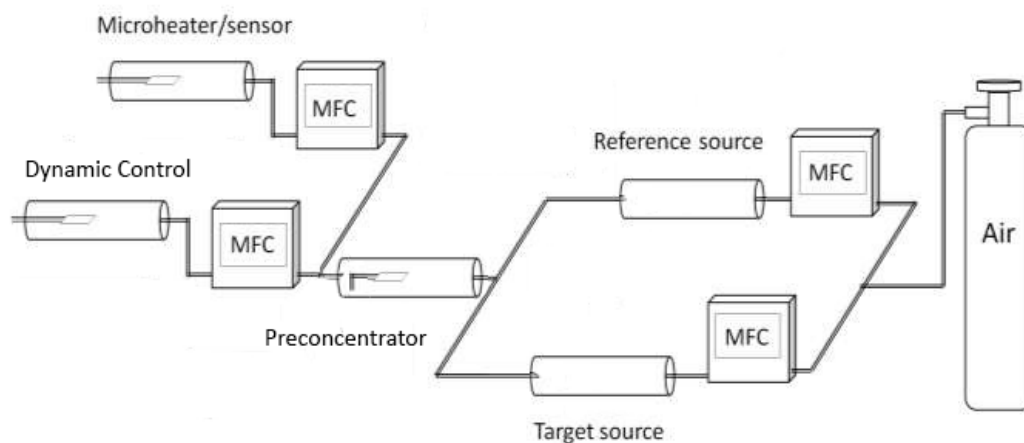 Microheater/sensor
MFC
Reference source
MFC
Dynamic Control
MFC
Air
Preconcentrator
MFC
Target source